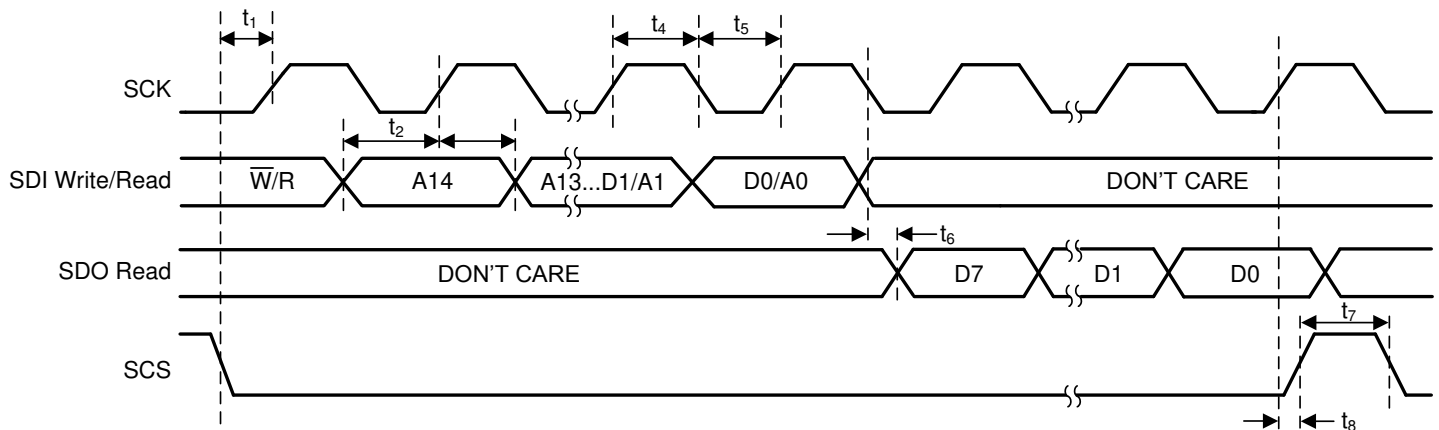 t1 t4 t5
SCK
t2
SDI Write/Read W̅/R A14 A13...D1/A1 D0/A0 DON'T CARE
t6
SDO Read DON'T CARE D7 D1 D0
t7
SCS
t8